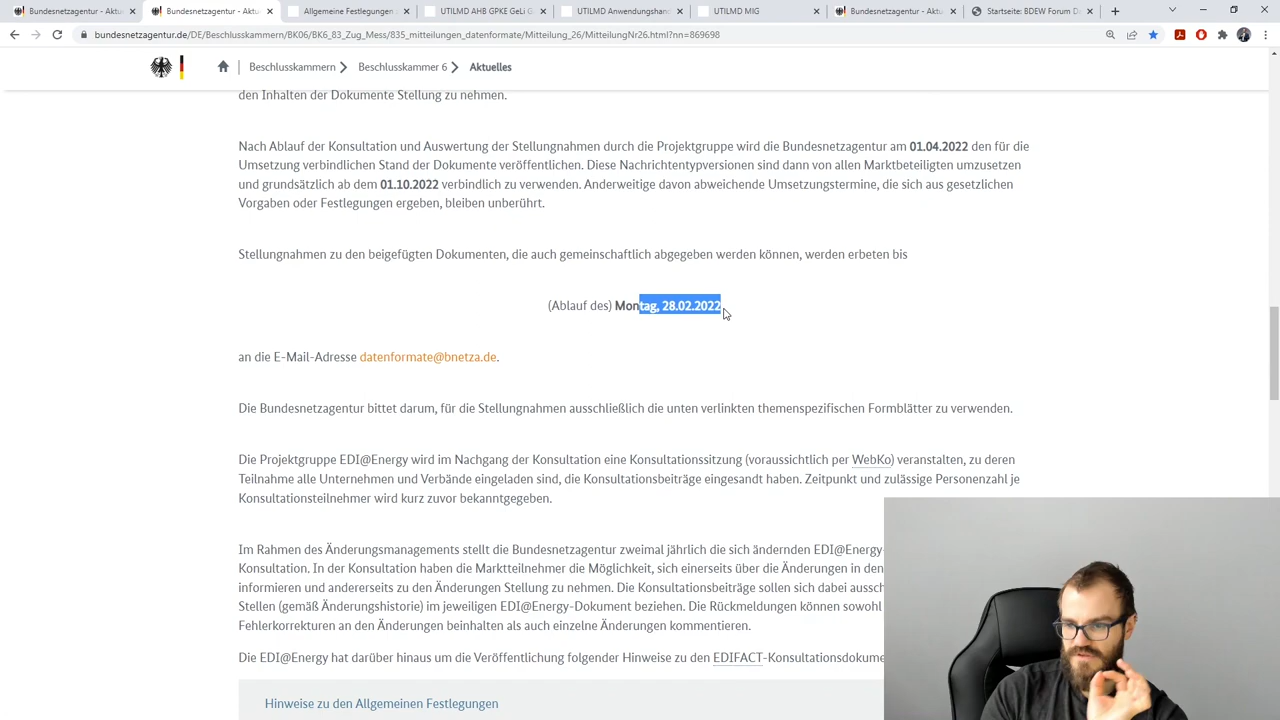 Bundesnetzagentur - Aktu
Bundesnetzagentur - Aktu
Allgemeine Festlegungen
UTILMD AHB GPKE GeLi G
UTILMD Anwendungshan
UTILMD MIG
Bundesnetzagentur - Aktu
Startseite: BDEW Forum D
bundesnetzagentur.de/DE/Beschlusskammern/BK06/BK6_83_Zug_Mess/835_mitteilungen_datenformate/Mitteilung_26/MitteilungNr26.html?nn=869698
Beschlusskammern
Beschlusskammer 6
Aktuelles
den Inhalten der Dokumente Stellung zu nehmen.
Nach Ablauf der Konsultation und Auswertung der Stellungnahmen durch die Projektgruppe wird die Bundesnetzagentur am 01.04.2022 den für die
Umsetzung verbindlichen Stand der Dokumente veröffentlichen. Diese Nachrichtentypversionen sind dann von allen Marktbeteiligten umzusetzen
und grundsätzlich ab dem 01.10.2022 verbindlich zu verwenden. Anderweitige davon abweichende Umsetzungstermine, die sich aus gesetzlichen
Vorgaben oder Festlegungen ergeben, bleiben unberührt.
Stellungnahmen zu den beigefügten Dokumenten, die auch gemeinschaftlich abgegeben werden können, werden erbeten bis
(Ablauf des) Montag, 28.02.2022
an die E-Mail-Adresse datenformate@bnetza.de.
Die Bundesnetzagentur bittet darum, für die Stellungnahmen ausschließlich die unten verlinkten themenspezifischen Formblätter zu verwenden.
Die Projektgruppe EDI@Energy wird im Nachgang der Konsultation eine Konsultationssitzung (voraussichtlich per WebKo) veranstalten, zu deren
Teilnahme alle Unternehmen und Verbände eingeladen sind, die Konsultationsbeiträge eingesandt haben. Zeitpunkt und zulässige Personenzahl je
Konsultationsteilnehmer wird kurz zuvor bekanntgegeben.
Im Rahmen des Änderungsmanagements stellt die Bundesnetzagentur zweimal jährlich die sich ändernden EDI@Energy-
Konsultation. In der Konsultation haben die Marktteilnehmer die Möglichkeit, sich einerseits über die Änderungen in den
informieren und andererseits zu den Änderungen Stellung zu nehmen. Die Konsultationsbeiträge sollen sich dabei aussch
Stellen (gemäß Änderungshistorie) im jeweiligen EDI@Energy-Dokument beziehen. Die Rückmeldungen können sowohl
Fehlerkorrekturen an den Änderungen beinhalten als auch einzelne Änderungen kommentieren.
Die EDI@Energy hat darüber hinaus um die Veröffentlichung folgender Hinweise zu den EDIFACT-Konsultationsdokume
Hinweise zu den Allgemeinen Festlegungen